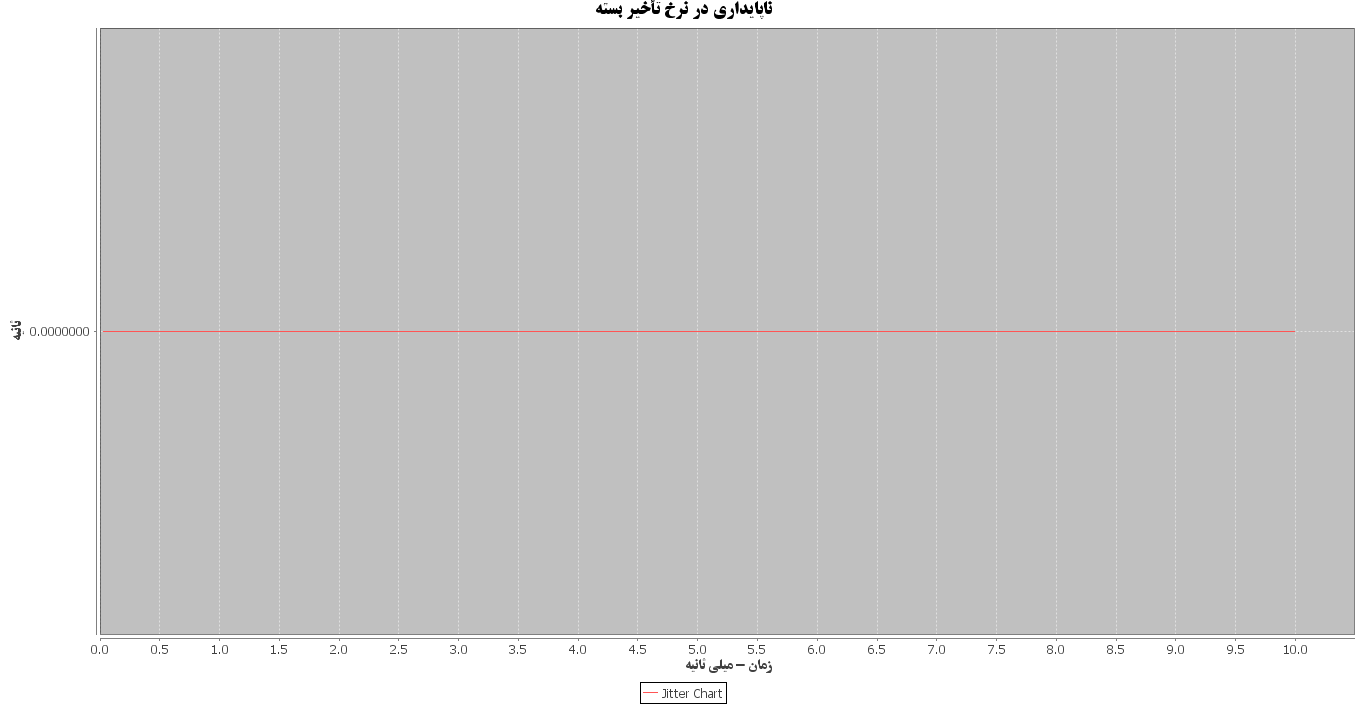 ناپایداری در نرخ تأخیر بسته
ثانیه
0.0000000
0.0 0.5 1.0 1.5 2.0 2.5 3.0 3.5 4.0 4.5 5.0 5.5 6.0 6.5 7.0 7.5 8.0 8.5 9.0 9.5 10.0
زمان - میلی ثانیه
Jitter Chart